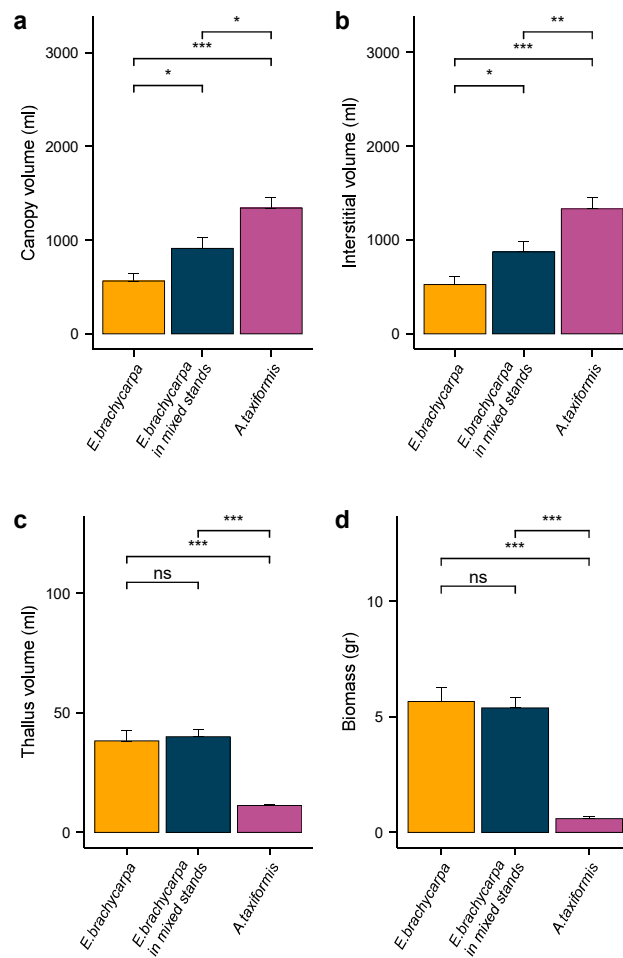 a
Canopy volume (ml)
3000
2000
1000
0
*
***
*
E.brachycarpa
E.brachycarpa
in mixed stands
A.taxiformis
b
Interstitial volume (ml)
3000
2000
1000
0
**
***
*
E.brachycarpa
E.brachycarpa
in mixed stands
A.taxiformis
c
Thallus volume (ml)
100
50
0
***
***
ns
E.brachycarpa
E.brachycarpa
in mixed stands
A.taxiformis
d
Biomass (gr)
10
5
0
***
***
ns
E.brachycarpa
E.brachycarpa
in mixed stands
A.taxiformis